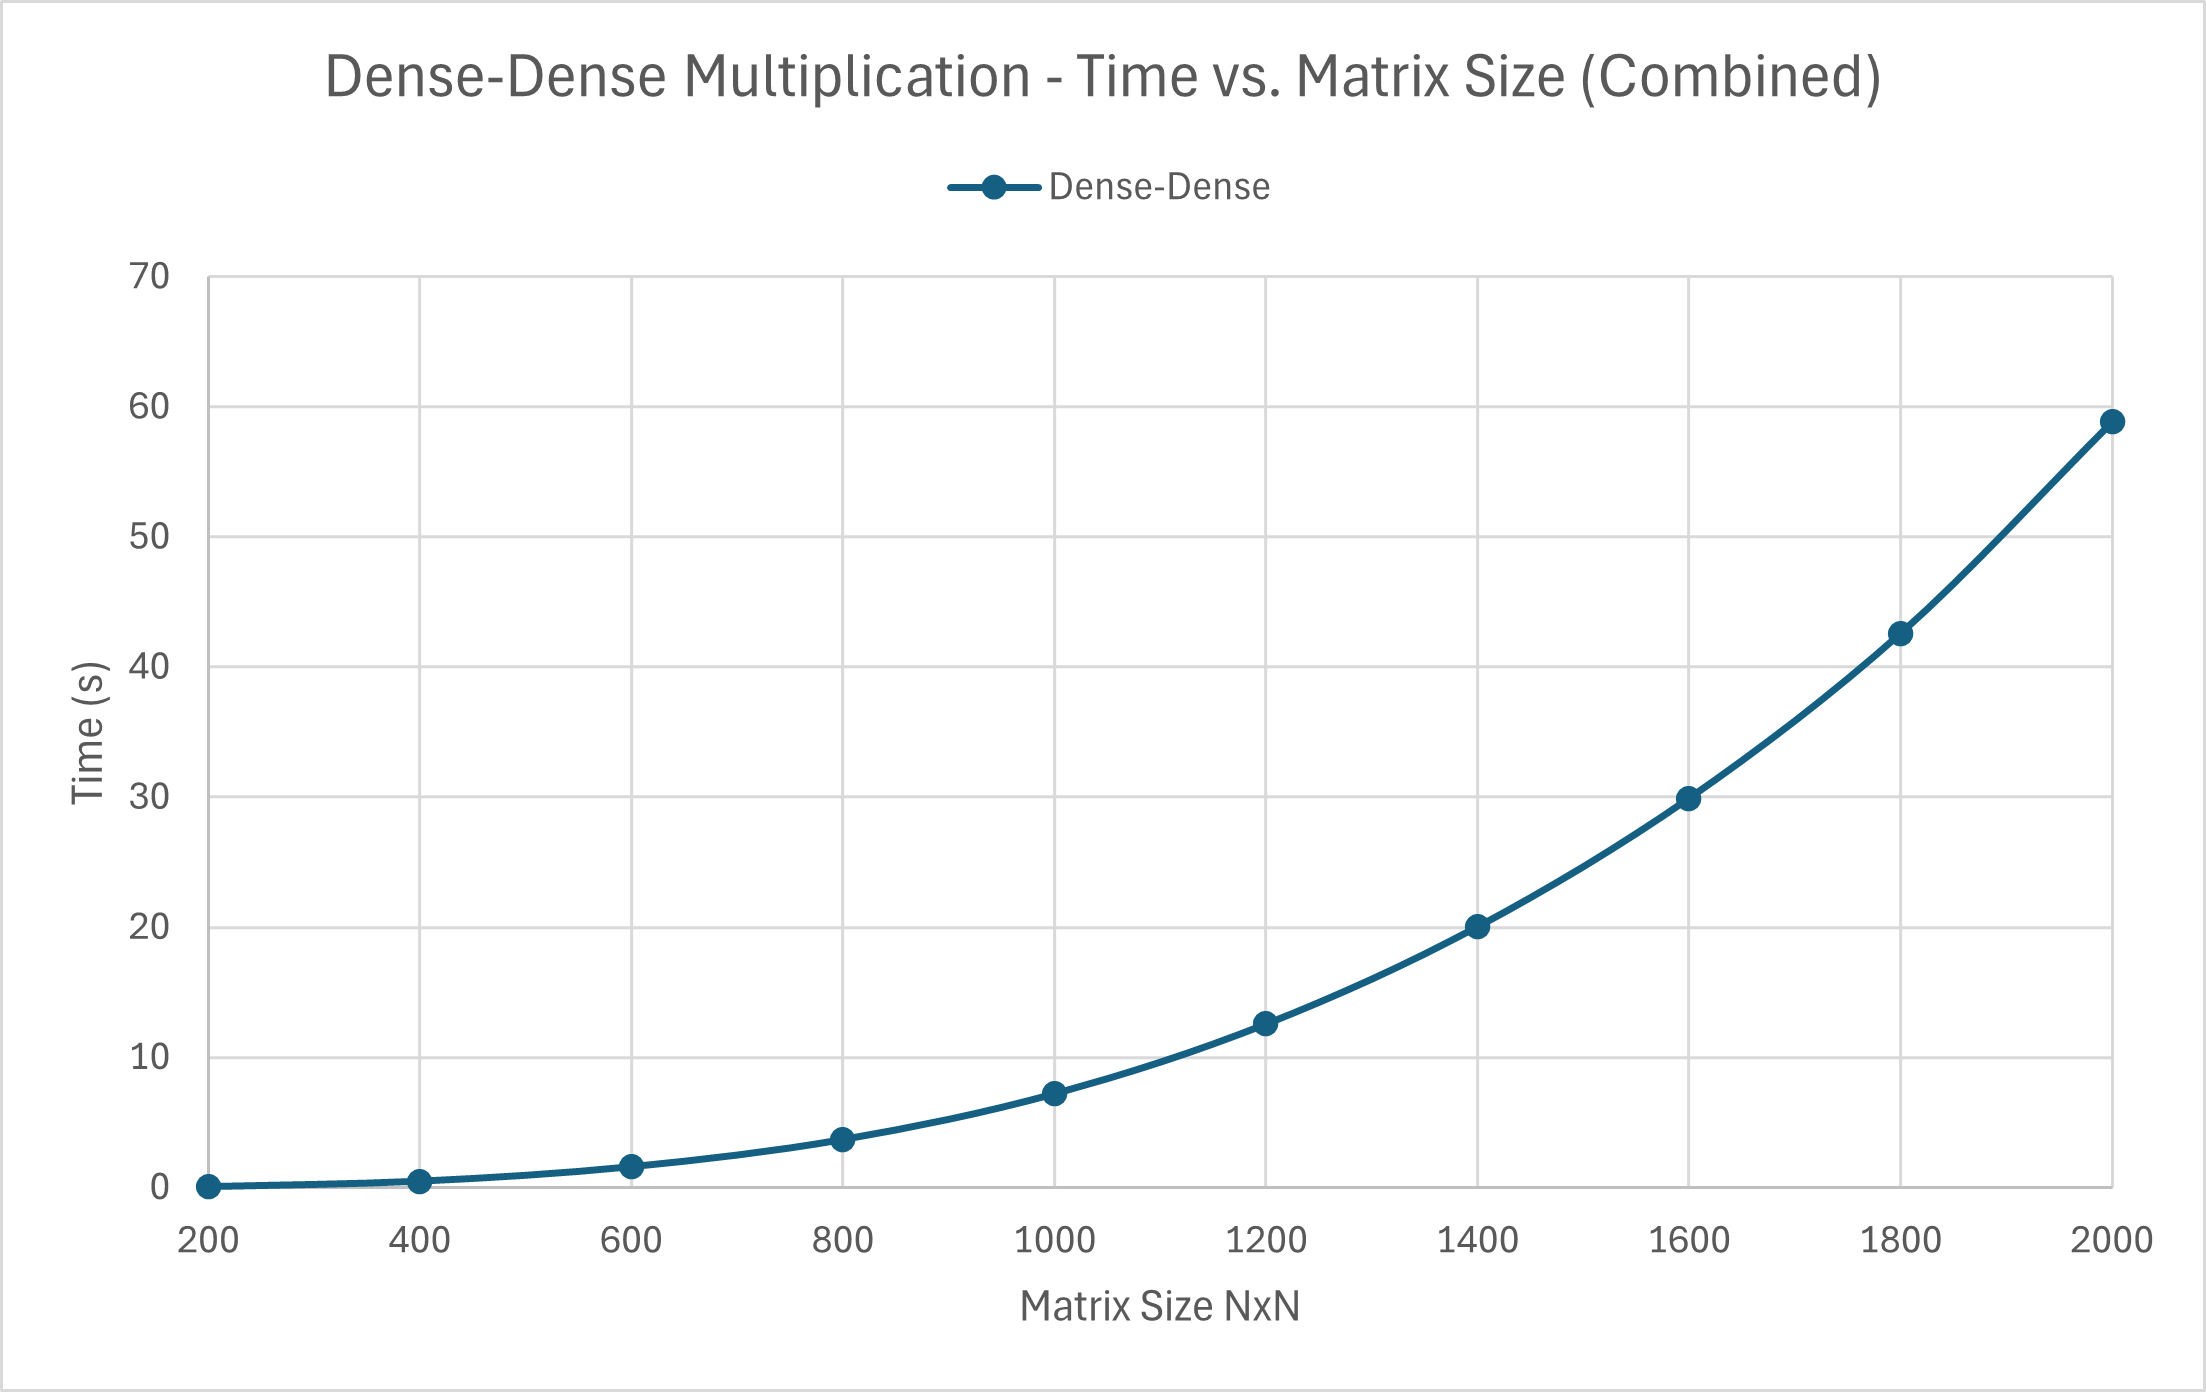 Dense-Dense Multiplication - Time vs. Matrix Size (Combined)
Dense-Dense
70
60
50
40
30
20
10
0
Time (s)
200 400 600 800 1000 1200 1400 1600 1800 2000
Matrix Size NxN